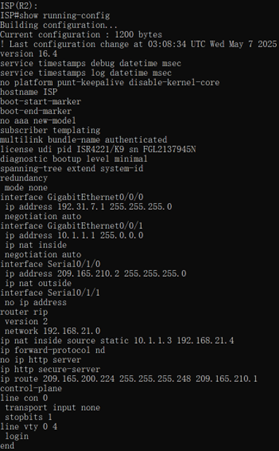 ISP(R2):
ISP#show running-config
Building configuration...
Current configuration : 1200 bytes
! Last configuration change at 03:08:34 UTC Wed May 7 2025
version 16.4
service timestamps debug datetime msec
service timestamps log datetime msec
no platform punt-keepalive disable-kernel-core
hostname ISP
boot-start-marker
boot-end-marker
no aaa new-model
subscriber templating
multilink bundle-name authenticated
license udi pid ISR4221/K9 sn FGL2137945N
diagnostic bootup level minimal
spanning-tree extend system-id
redundancy
 mode none
interface GigabitEthernet0/0/0
 ip address 192.31.7.1 255.255.255.0
 negotiation auto
interface GigabitEthernet0/0/1
 ip address 10.1.1.1 255.0.0.0
 ip nat inside
 negotiation auto
interface Serial0/1/0
 ip address 209.165.210.2 255.255.255.0
 ip nat outside
interface Serial0/1/1
 no ip address
router rip
 version 2
 network 192.168.21.0
ip nat inside source static 10.1.1.3 192.168.21.4
ip forward-protocol nd
no ip http server
ip http secure-server
ip route 209.165.200.224 255.255.255.248 209.165.210.1
control-plane
line con 0
 transport input none
 stopbits 1
line vty 0 4
 login
end